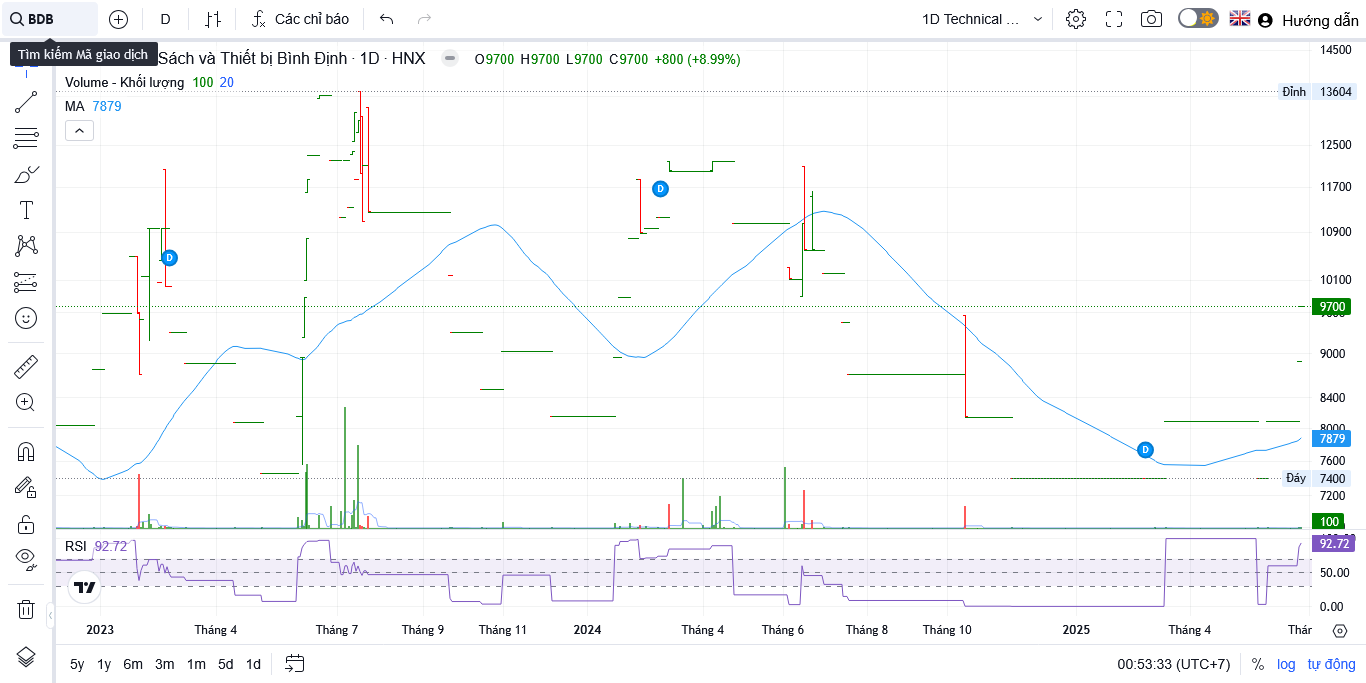 BDB D Các chỉ báo 1D Technical ... Hướng dẫn
Tìm kiếm Mã giao dịch
Sách và Thiết bị Bình Định · 1D · HNX O9700 H9700 L9700 C9700 +800 (+8.99%)
Volume - Khối lượng 100 20
MA 7879
14500
Đỉnh 13604
12500
11700
10900
10100
9700
9000
8400
8000
7879
7600
Đáy 7400
7200
100
D
D
D
RSI 92.72
92.72
50.00
0.00
2023 Tháng 4 Tháng 7 Tháng 9 Tháng 11 2024 Tháng 4 Tháng 6 Tháng 8 Tháng 10 2025 Tháng 4 Thár
5y 1y 6m 3m 1m 5d 1d 00:53:33 (UTC+7) % log tự động